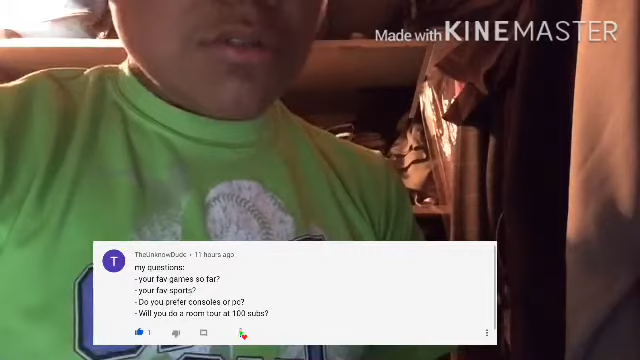 Made with KINEMASTER
T
TheUnknowDude • 11 hours ago
my questions:
- your fav games so far?
- your fav sports?
- Do you prefer consoles or pc?
- Will you do a room tour at 100 subs?
1